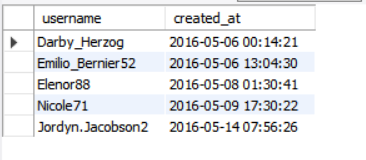 username created_at
Darby_Herzog 2016-05-06 00:14:21
Emilio_Bernier52 2016-05-06 13:04:30
Elenor88 2016-05-08 01:30:41
Nicole71 2016-05-09 17:30:22
Jordyn.Jacobson2 2016-05-14 07:56:26